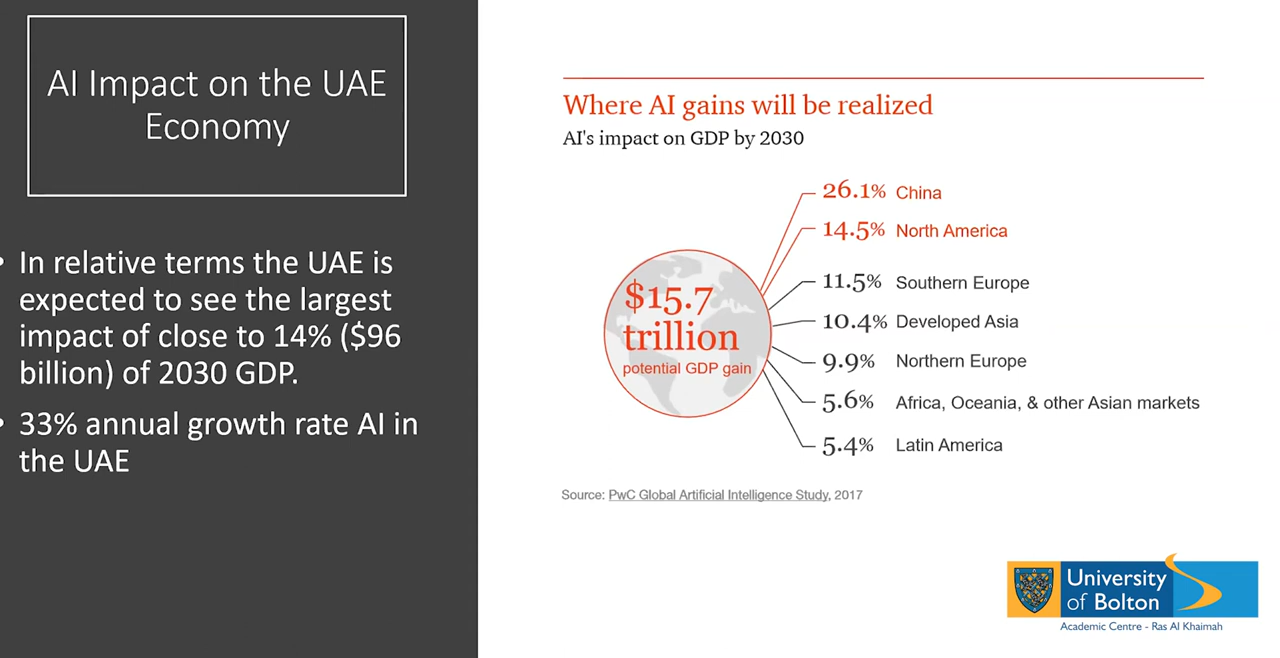 AI Impact on the UAE
Economy
• In relative terms the UAE is
expected to see the largest
impact of close to 14% ($96
billion) of 2030 GDP.
• 33% annual growth rate AI in
the UAE
Where AI gains will be realized
AI's impact on GDP by 2030
$15.7
trillion
potential GDP gain
26.1% China
14.5% North America
11.5% Southern Europe
10.4% Developed Asia
9.9% Northern Europe
5.6% Africa, Oceania, & other Asian markets
5.4% Latin America
Source: PwC Global Artificial Intelligence Study, 2017
University
of Bolton
Academic Centre - Ras Al Khaimah